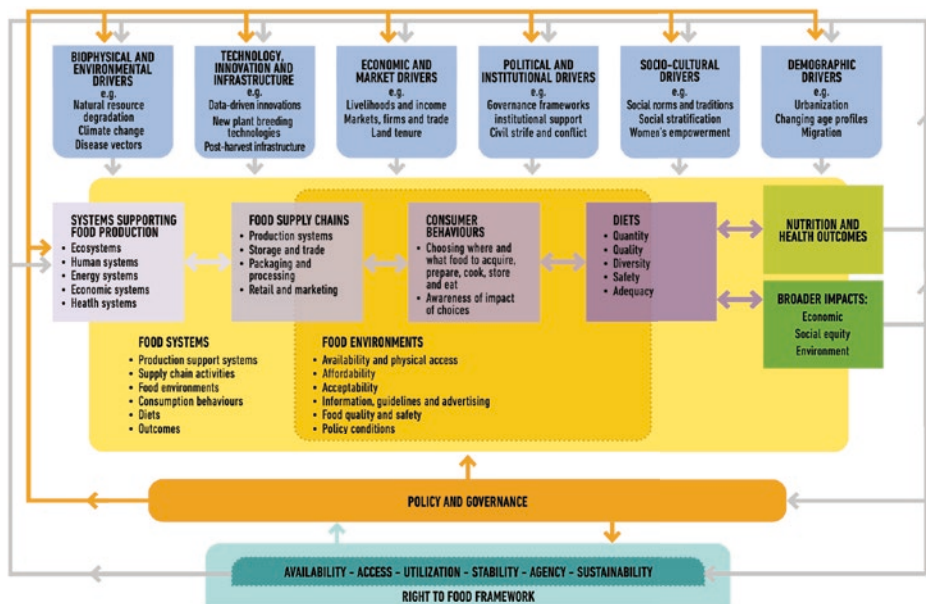 BIOPHYSICAL AND
ENVIRONMENTAL
DRIVERS
e.g.
Natural resource
degradation
Climate change
Disease vectors
TECHNOLOGY,
INNOVATION AND
INFRASTRUCTURE
e.g.
Data-driven innovations
New plant breeding
technologies
Post-harvest infrastructure
ECONOMIC AND
MARKET DRIVERS
e.g.
Livelihoods and income
Markets, firms and trade
Land tenure
POLITICAL AND
INSTITUTIONAL DRIVERS
e.g.
Governance frameworks
institutional support
Civil strife and conflict
SOCIO-CULTURAL
DRIVERS
e.g.
Social norms and traditions
Social stratification
Women's empowerment
DEMOGRAPHIC
DRIVERS
e.g.
Urbanization
Changing age profiles
Migration
SYSTEMS SUPPORTING
FOOD PRODUCTION
• Ecosystems
• Human systems
• Energy systems
• Economic systems
• Health systems
FOOD SUPPLY CHAINS
• Production systems
• Storage and trade
• Packaging and
processing
• Retail and marketing
CONSUMER
BEHAVIOURS
• Choosing where and
what food to acquire,
prepare, cook, store
and eat
• Awareness of impact
of choices
DIETS
• Quantity
• Quality
• Diversity
• Safety
• Adequacy
NUTRITION AND
HEALTH OUTCOMES
BROADER IMPACTS:
Economic
Social equity
Environment
FOOD SYSTEMS
• Production support systems
• Supply chain activities
• Food environments
• Consumption behaviours
• Diets
• Outcomes
FOOD ENVIRONMENTS
• Availability and physical access
• Affordability
• Acceptability
• Information, guidelines and advertising
• Food quality and safety
• Policy conditions
POLICY AND GOVERNANCE
AVAILABILITY - ACCESS - UTILIZATION - STABILITY - AGENCY - SUSTAINABILITY
RIGHT TO FOOD FRAMEWORK